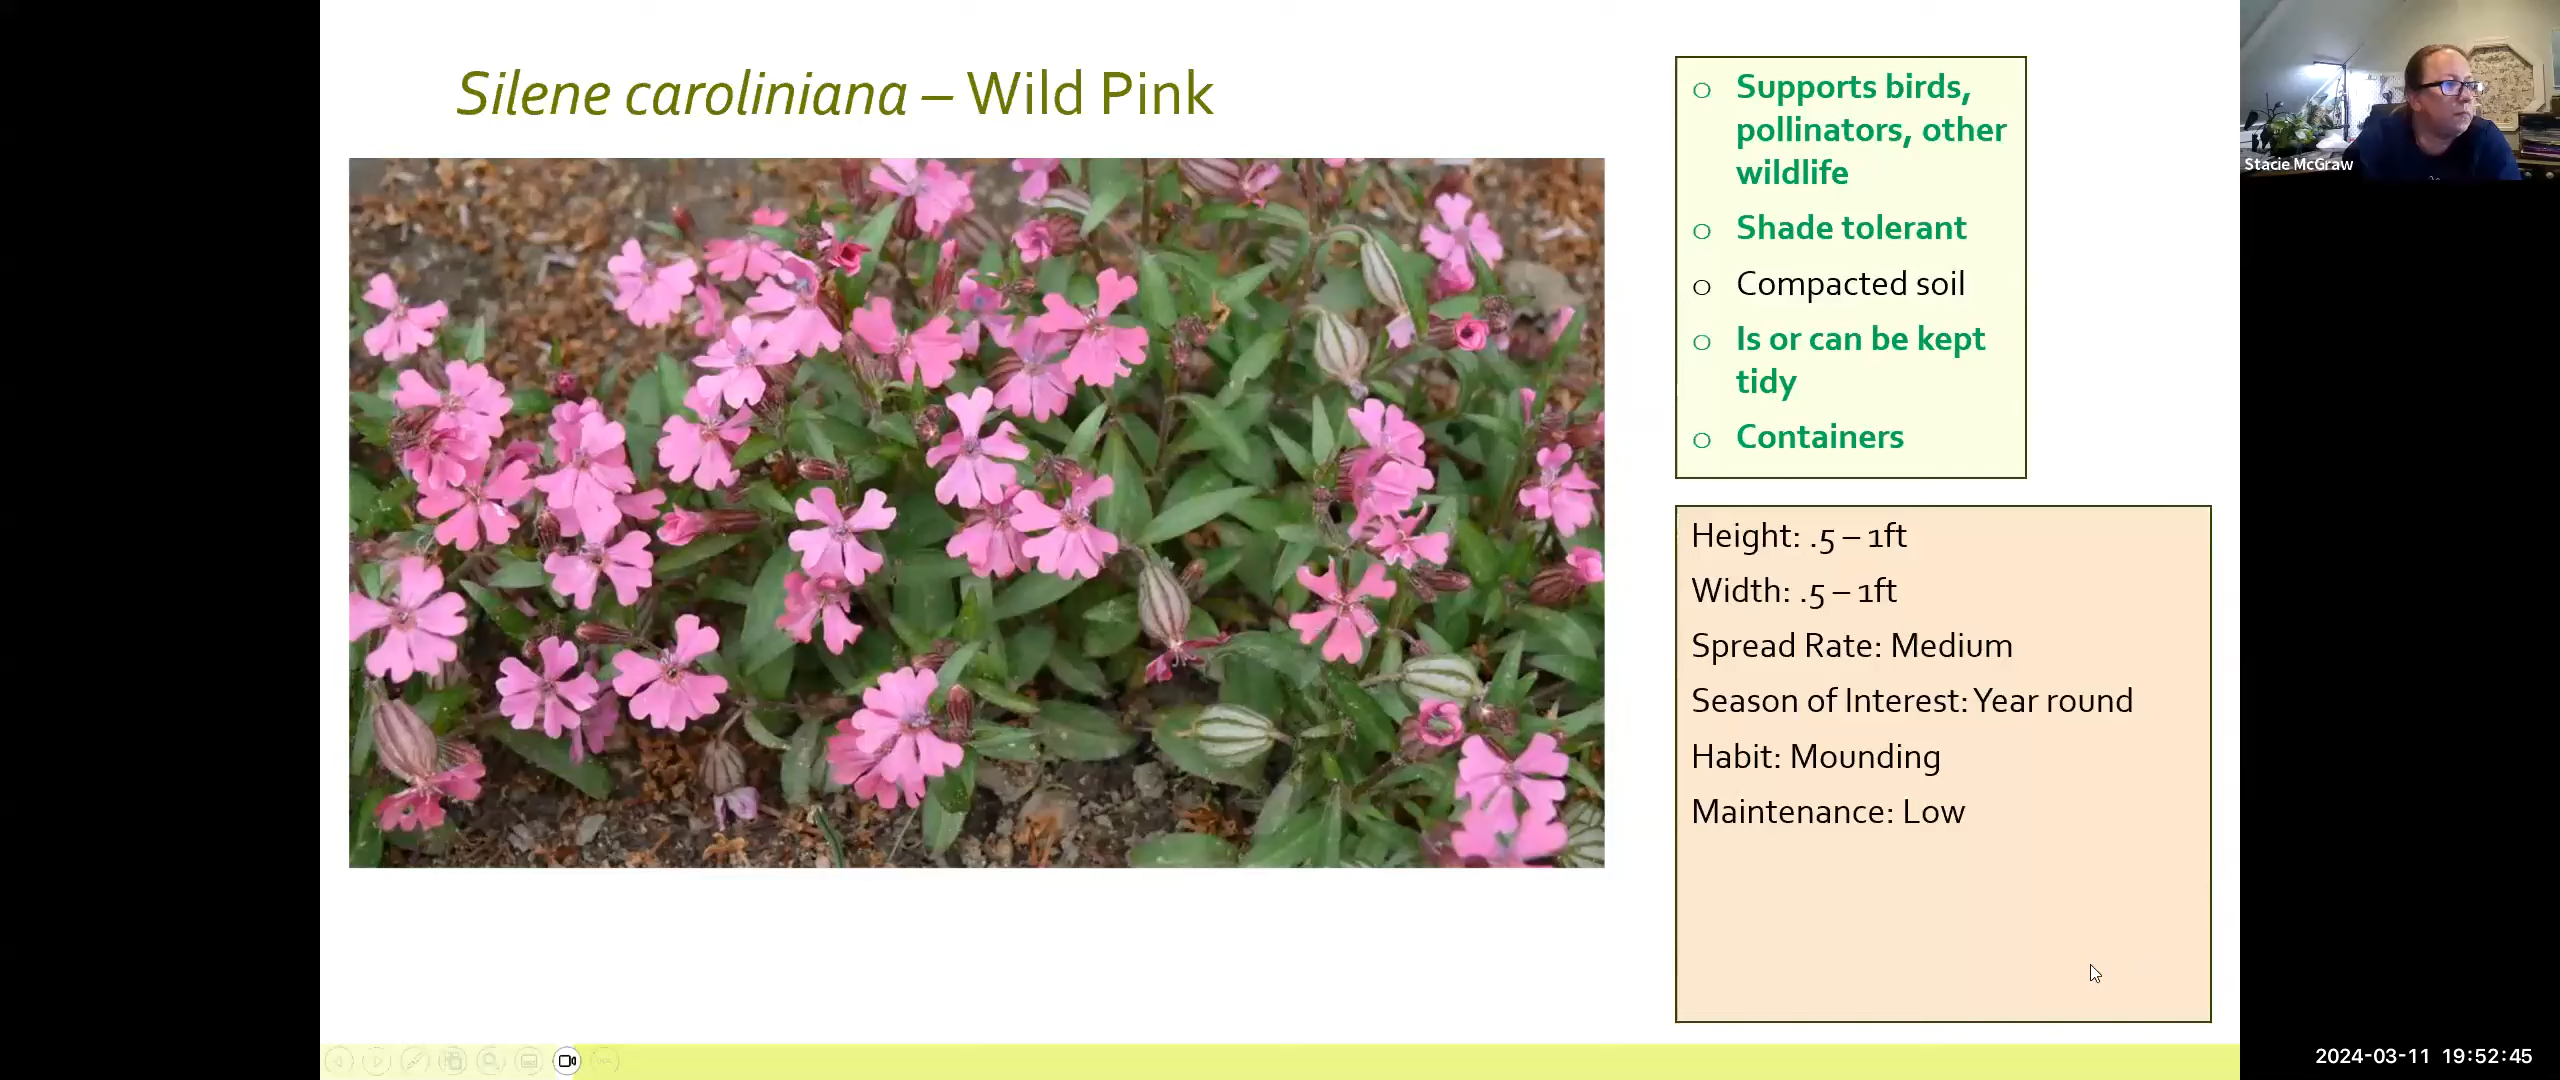 Silene caroliniana – Wild Pink
o Supports birds,
pollinators, other
wildlife
o Shade tolerant
o Compacted soil
o Is or can be kept
tidy
o Containers
Height: .5 – 1ft
Width: .5 – 1ft
Spread Rate: Medium
Season of Interest: Year round
Habit: Mounding
Maintenance: Low
Stacie McGraw
2024-03-11 19:52:45